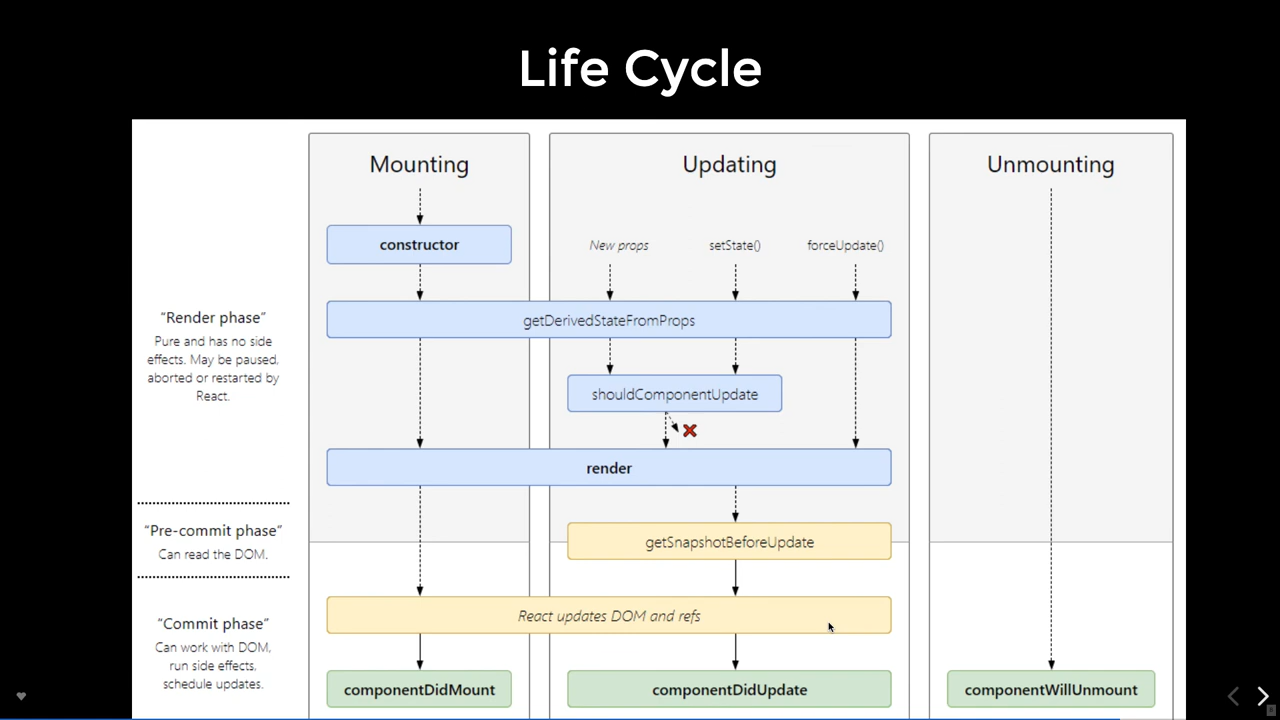 Life Cycle
Mounting
Updating
Unmounting
constructor
New props
setState()
forceUpdate()
getDerivedStateFromProps
"Render phase"
Pure and has no side
effects. May be paused,
aborted or restarted by
React.
shouldComponentUpdate
render
"Pre-commit phase"
Can read the DOM.
getSnapshotBeforeUpdate
React updates DOM and refs
"Commit phase"
Can work with DOM,
run side effects,
schedule updates.
componentDidMount
componentDidUpdate
componentWillUnmount